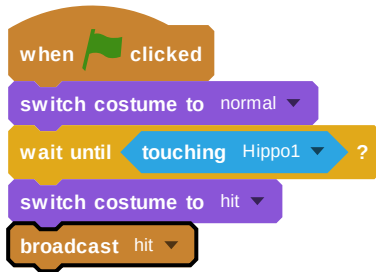 when clicked
switch costume to normal
wait until touching Hippo1 ?
switch costume to hit
broadcast hit